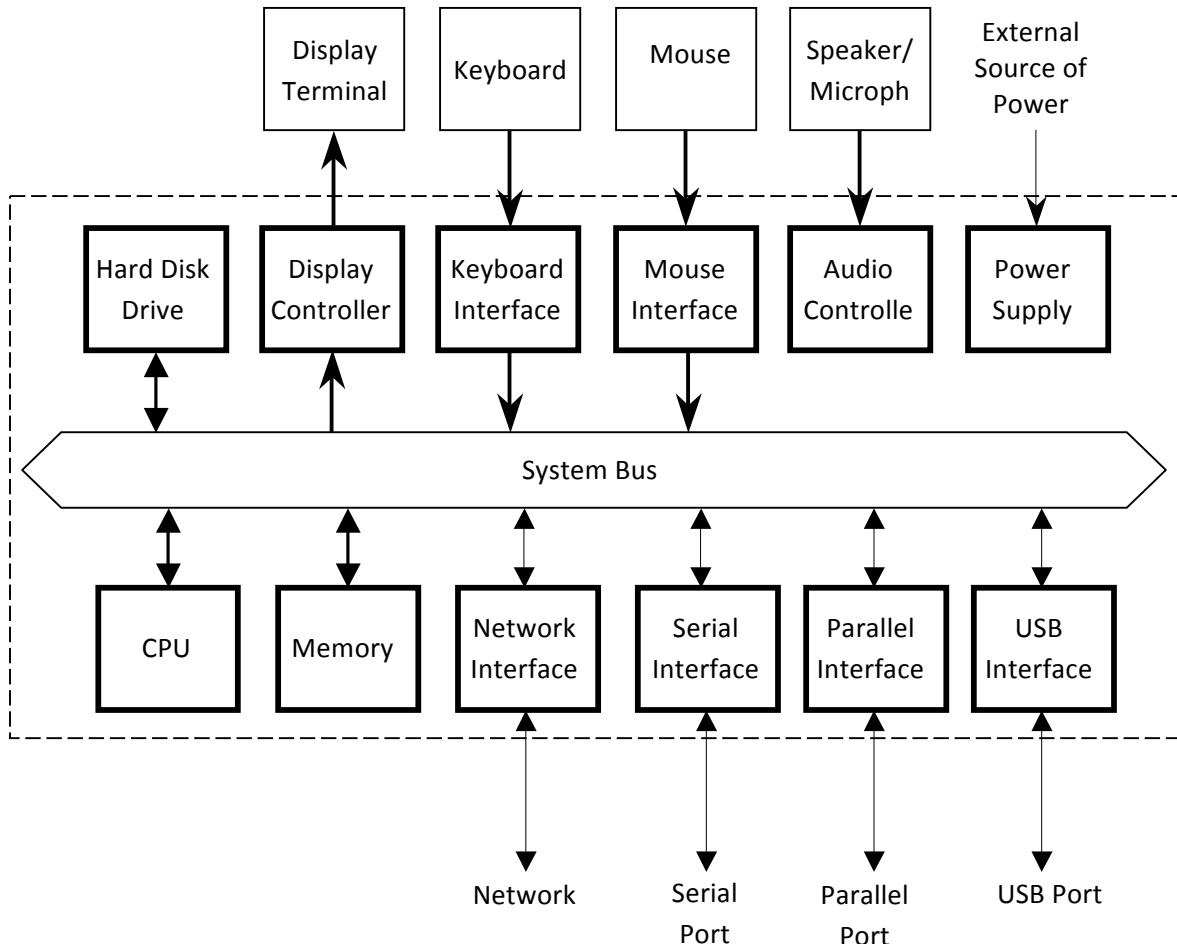 Display
Terminal
Keyboard
Mouse
Speaker/
Microph
External
Source of
Power
Hard Disk
Drive
Display
Controller
Keyboard
Interface
Mouse
Interface
Audio
Controlle
Power
Supply
System Bus
CPU
Memory
Network
Interface
Serial
Interface
Parallel
Interface
USB
Interface
Network
Serial
Port
Parallel
Port
USB Port